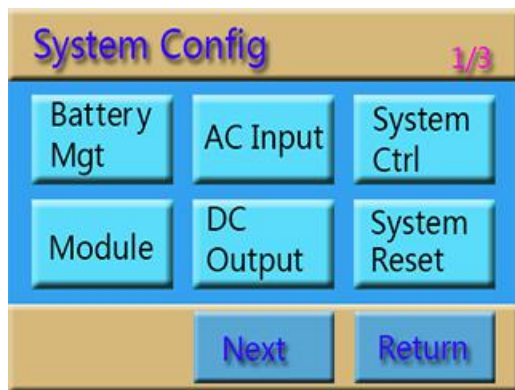 System Config
1/3
Battery
Mgt
AC Input
System
Ctrl
Module
DC
Output
System
Reset
Next
Return